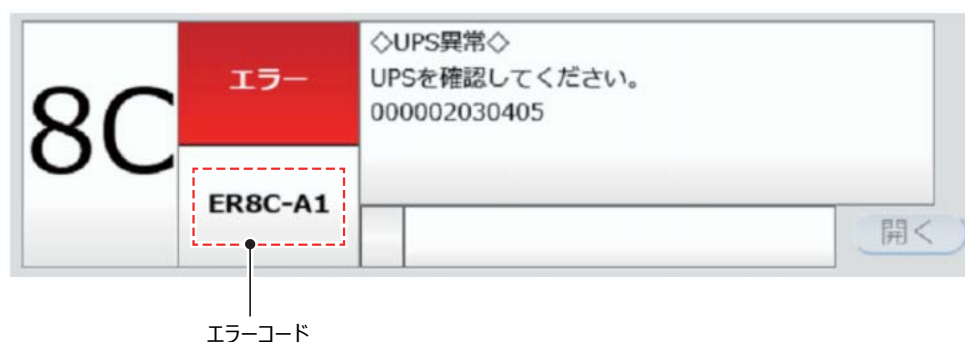 8C
エラー
ER8C-A1
◇UPS異常◇
UPSを確認してください。
000002030405
開く
エラーコード